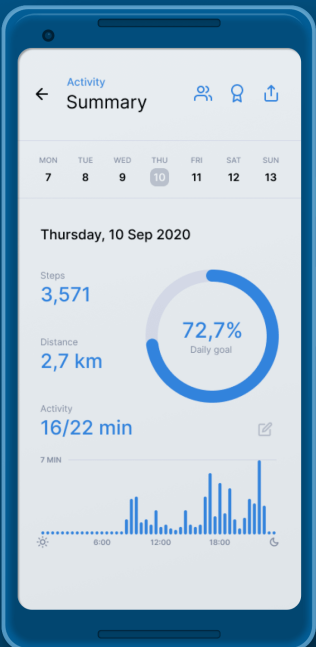 Activity
Summary
MON TUE WED THU FRI SAT SUN
7 8 9 10 11 12 13
Thursday, 10 Sep 2020
Steps
3,571
Distance
2,7 km
72,7%
Daily goal
Activity
16/22 min
7 MIN
6:00 12:00 18:00